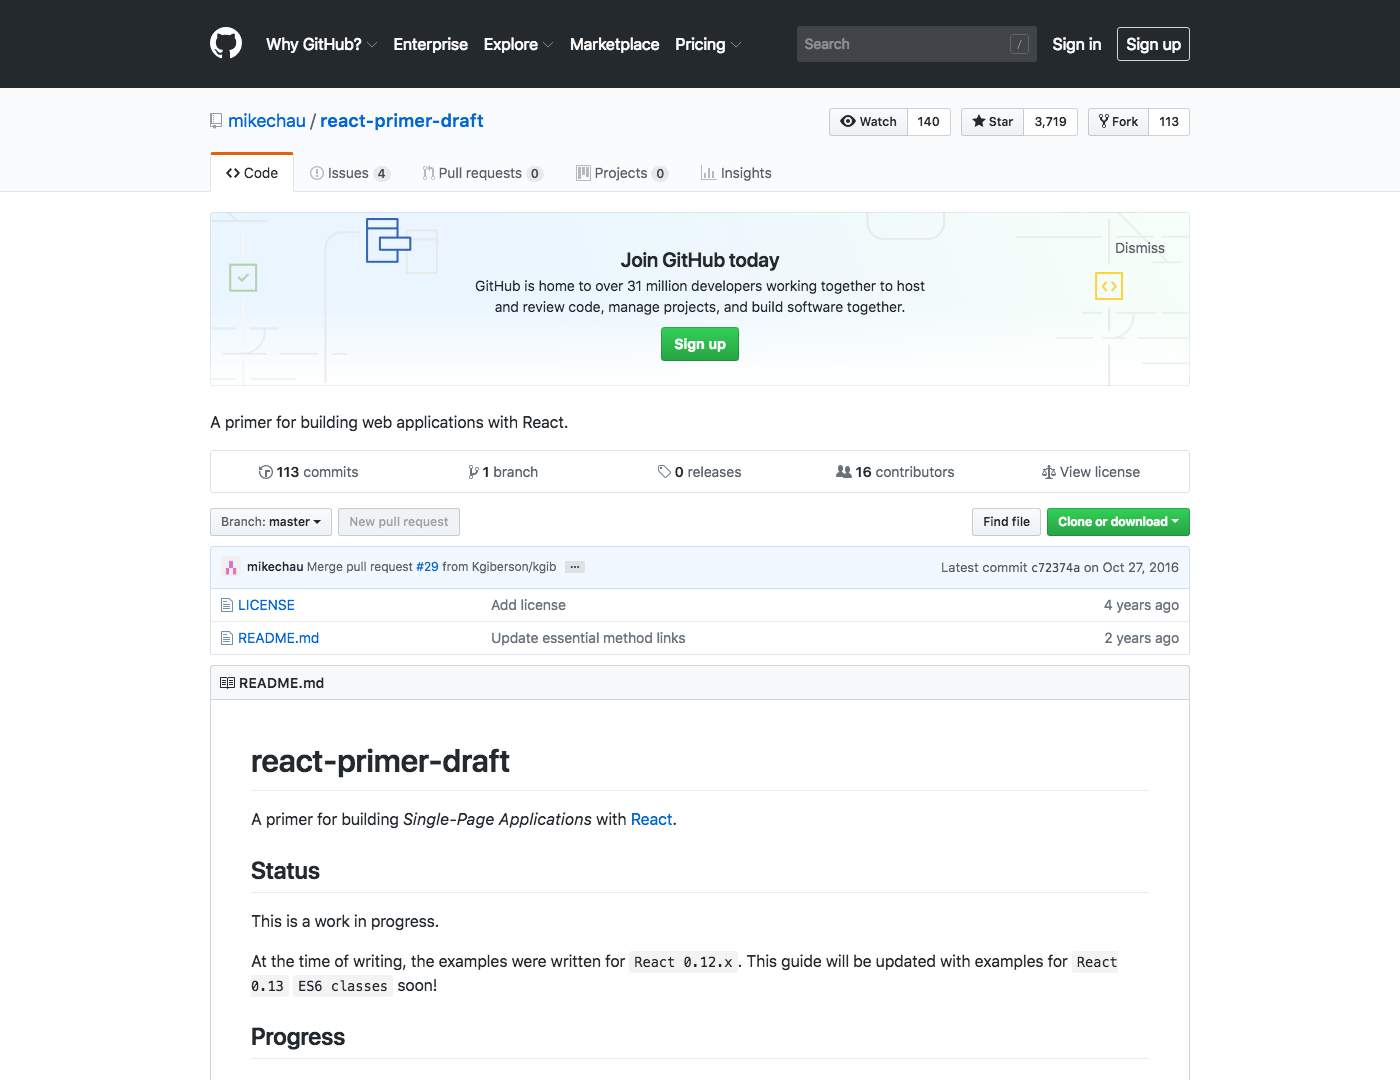 Why GitHub? Enterprise Explore Marketplace Pricing Search / Sign in Sign up
mikechau / react-primer-draft Watch 140 Star 3,719 Fork 113
Code Issues 4 Pull requests 0 Projects 0 Insights
Dismiss
Join GitHub today
GitHub is home to over 31 million developers working together to host
and review code, manage projects, and build software together.
Sign up
A primer for building web applications with React.
113 commits 1 branch 0 releases 16 contributors View license
Branch: master New pull request Find file Clone or download
mikechau Merge pull request #29 from Kgiberson/kgib ... Latest commit c72374a on Oct 27, 2016
LICENSE Add license 4 years ago
README.md Update essential method links 2 years ago
README.md
react-primer-draft
A primer for building Single-Page Applications with React.
Status
This is a work in progress.
At the time of writing, the examples were written for React 0.12.x. This guide will be updated with examples for React
0.13 ES6 classes soon!
Progress